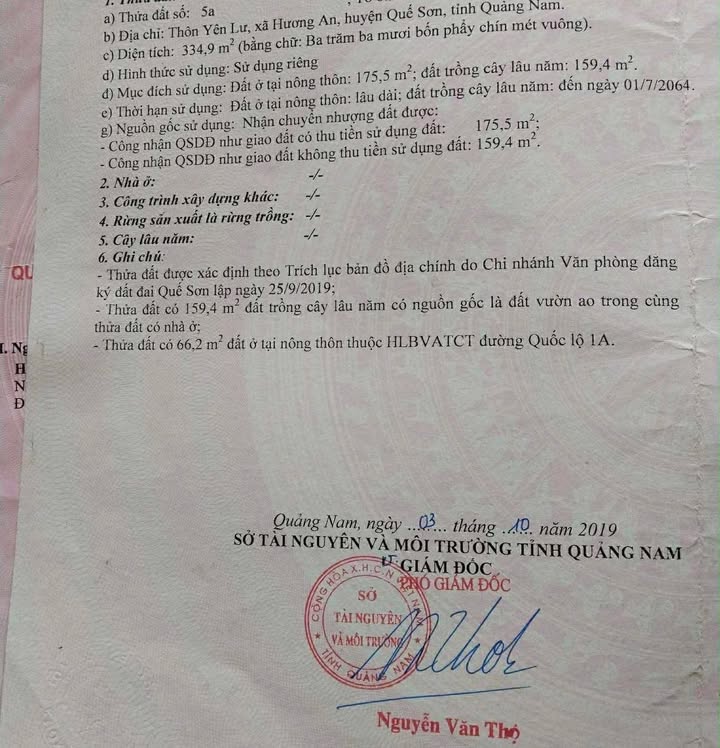 a) Thửa đất số: 5a
b) Địa chỉ: Thôn Yên Lư, xã Hương An, huyện Quế Sơn, tỉnh Quảng Nam.
c) Diện tích: 334,9 m² (bằng chữ: Ba trăm ba mươi bốn phẩy chín mét vuông).
d) Hình thức sử dụng: Sử dụng riêng
đ) Mục đích sử dụng: Đất ở tại nông thôn: 175,5 m²; đất trồng cây lâu năm: 159,4 m².
e) Thời hạn sử dụng: Đất ở tại nông thôn: lâu dài; đất trồng cây lâu năm: đến ngày 01/7/2064.
g) Nguồn gốc sử dụng: Nhận chuyển nhượng đất được:
- Công nhận QSDĐ như giao đất có thu tiền sử dụng đất: 175,5 m²;
- Công nhận QSDĐ như giao đất không thu tiền sử dụng đất: 159,4 m².
2. Nhà ở: -/-
3. Công trình xây dựng khác: -/-
4. Rừng sản xuất là rừng trồng: -/-
5. Cây lâu năm: -/-
6. Ghi chú:
- Thửa đất được xác định theo Trích lục bản đồ địa chính do Chi nhánh Văn phòng đăng
ký đất đai Quế Sơn lập ngày 25/9/2019;
- Thửa đất có 159,4 m² đất trồng cây lâu năm có nguồn gốc là đất vườn ao trong cùng
thửa đất có nhà ở;
- Thửa đất có 66,2 m² đất ở tại nông thôn thuộc HLBVATCT đường Quốc lộ 1A.
QU
I. Ng
H
N
Đ
Quảng Nam, ngày ..03.... tháng ..10.. năm 2019
SỞ TÀI NGUYÊN VÀ MÔI TRƯỜNG TỈNH QUẢNG NAM
KT GIÁM ĐỐC
PHÓ GIÁM ĐỐC
CỘNG HÒA X.H.C.N VIỆT NAM
SỞ
TÀI NGUYÊN
VÀ MÔI TRƯỜNG
TỈNH QUẢNG NAM
Nguyễn Văn Thọ